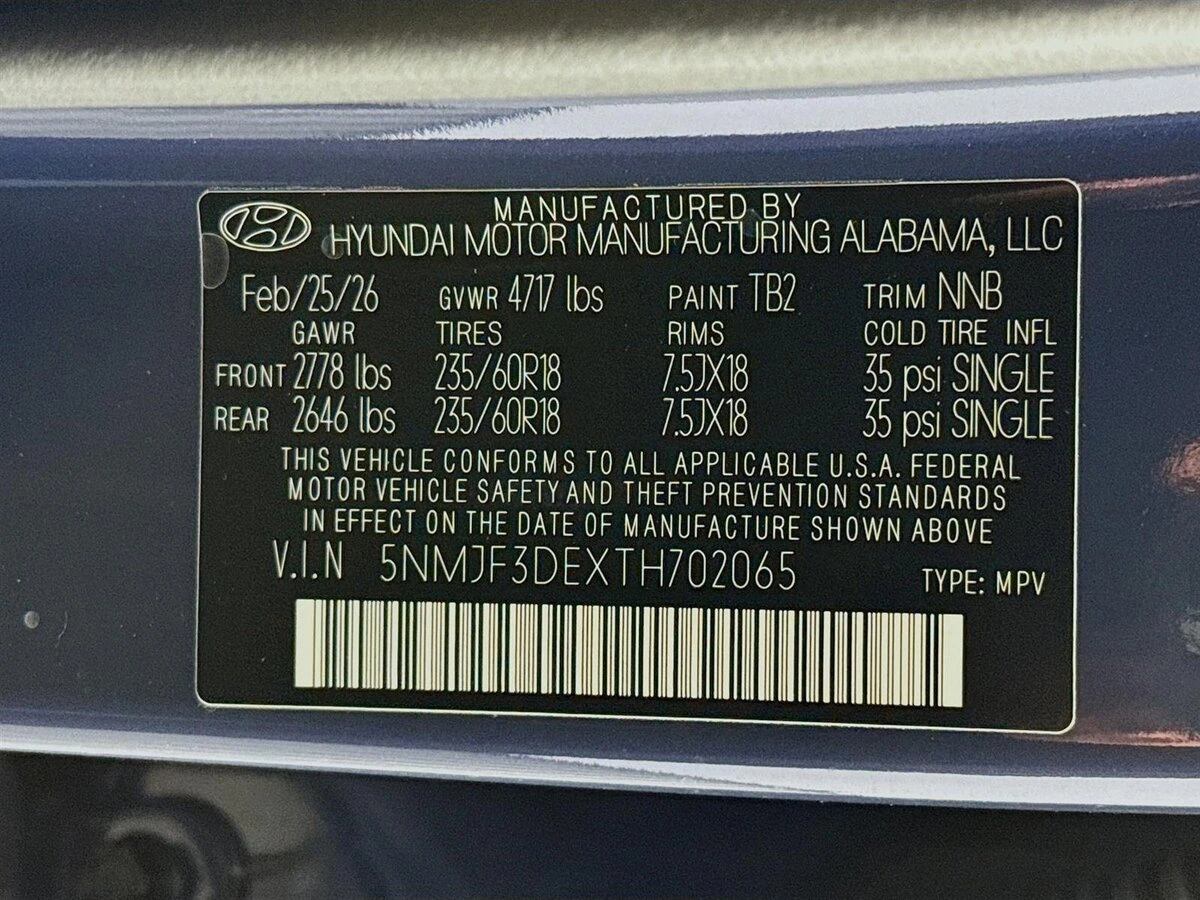 MANUFACTURED BY
HYUNDAI MOTOR MANUFACTURING ALABAMA, LLC
Feb/25/26 GVWR 4717 lbs PAINT TB2 TRIM NNB
GAWR TIRES RIMS COLD TIRE INFL
FRONT 2778 lbs 235/60R18 7.5JX18 35 psi SINGLE
REAR 2646 lbs 235/60R18 7.5JX18 35 psi SINGLE
THIS VEHICLE CONFORMS TO ALL APPLICABLE U.S.A. FEDERAL
MOTOR VEHICLE SAFETY AND THEFT PREVENTION STANDARDS
IN EFFECT ON THE DATE OF MANUFACTURE SHOWN ABOVE
V.I.N 5NMJF3DEXTH702065 TYPE: MPV